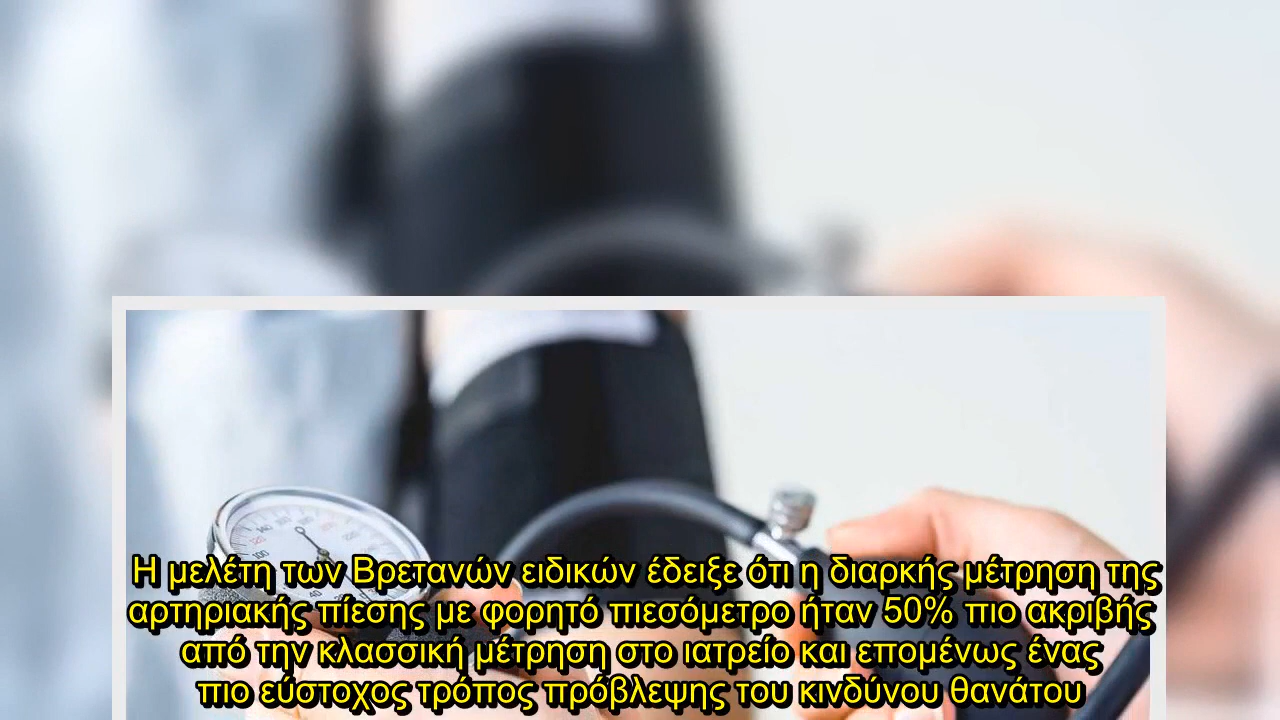 Η μελέτη των Βρετανών ειδικών έδειξε ότι η διαρκής μέτρηση της
αρτηριακής πίεσης με φορητό πιεσόμετρο ήταν 50% πιο ακριβής
από την κλασσική μέτρηση στο ιατρείο και επομένως ένας
πιο εύστοχος τρόπος πρόβλεψης του κινδύνου θανάτου